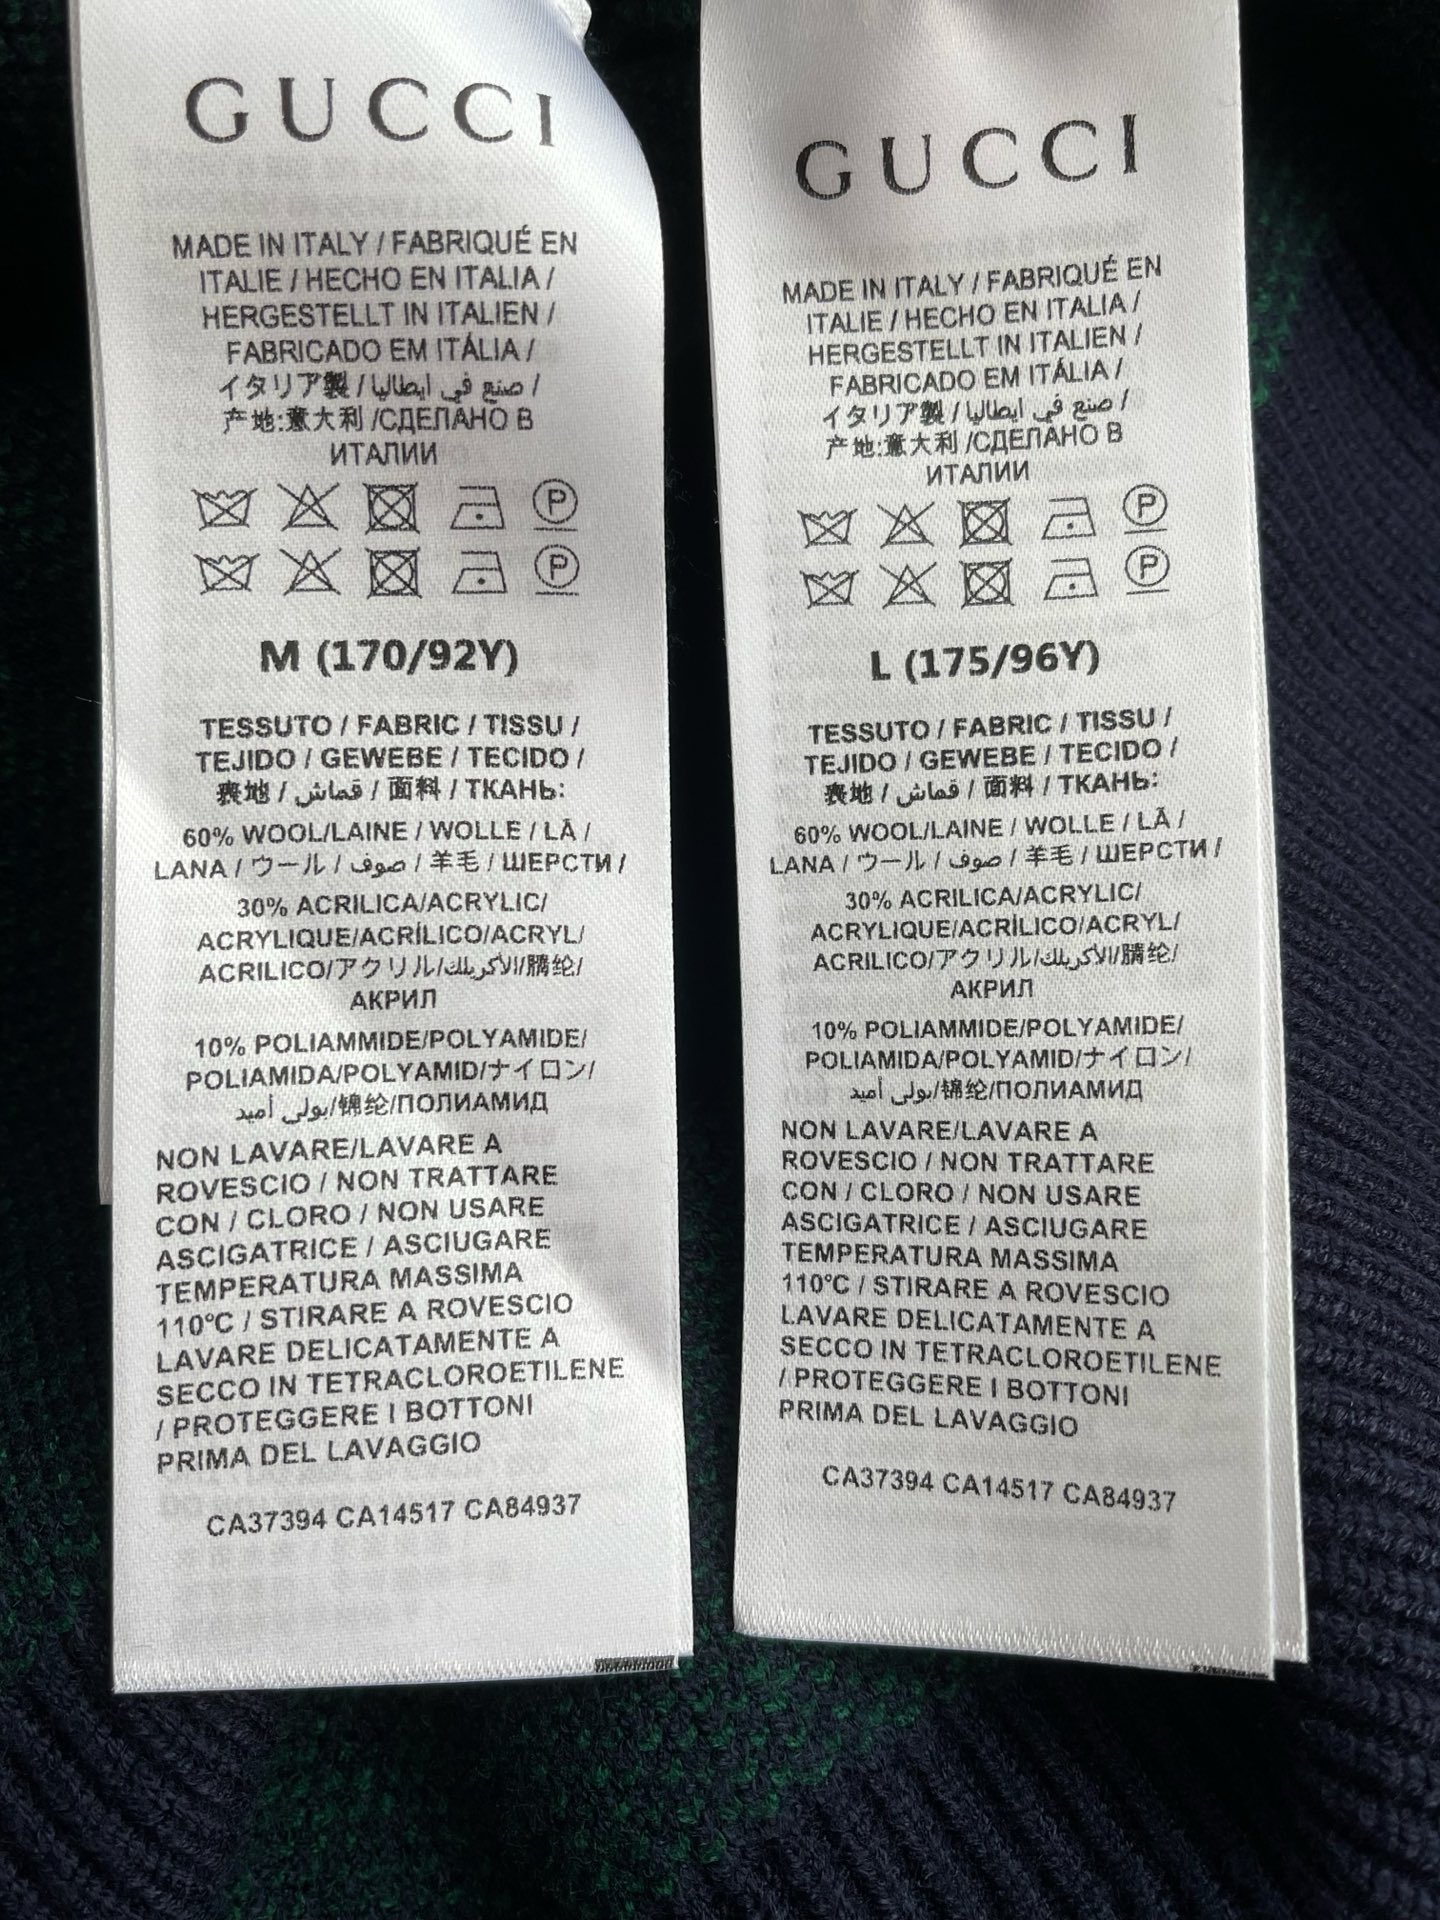 GUCCI
MADE IN ITALY / FABRIQUÉ EN
ITALIE / HECHO EN ITALIA /
HERGESTELLT IN ITALIEN /
FABRICADO EM ITÁLIA /
イタリア製 / صنع في ايطاليا /
产地:意大利 /СДЕЛАНО В
ИТАЛИИ
P
P
M (170/92Y)
TESSUTO / FABRIC / TISSU /
TEJIDO / GEWEBE / TECIDO /
表地 / قماش / 面料 / ТКАНЬ:
60% WOOL/LAINE / WOLLE / LÃ /
LANA / ウール / صوف / 羊毛 / ШЕРСТИ /
30% ACRILICA/ACRYLIC/
ACRYLIQUE/ACRÍLICO/ACRYL/
ACRILICO/アクリル/الأكريلك/腈纶/
АКРИЛ
10% POLIAMMIDE/POLYAMIDE/
POLIAMIDA/POLYAMID/ナイロン/
بولي أميد/锦纶/ПОЛИАМИД
NON LAVARE/LAVARE A
ROVESCIO / NON TRATTARE
CON / CLORO / NON USARE
ASCIGATRICE / ASCIUGARE
TEMPERATURA MASSIMA
110°C / STIRARE A ROVESCIO
LAVARE DELICATAMENTE A
SECCO IN TETRACLOROETILENE
/ PROTEGGERE I BOTTONI
PRIMA DEL LAVAGGIO
CA37394 CA14517 CA84937
GUCCI
MADE IN ITALY / FABRIQUÉ EN
ITALIE / HECHO EN ITALIA /
HERGESTELLT IN ITALIEN /
FABRICADO EM ITÁLIA /
イタリア製 / صنع في ايطاليا /
产地:意大利 /СДЕЛАНО В
ИТАЛИИ
P
P
L (175/96Y)
TESSUTO / FABRIC / TISSU /
TEJIDO / GEWEBE / TECIDO /
表地 / قماش / 面料 / ТКАНЬ:
60% WOOL/LAINE / WOLLE / LÃ /
LANA / ウール / صوف / 羊毛 / ШЕРСТИ /
30% ACRILICA/ACRYLIC/
ACRYLIQUE/ACRÍLICO/ACRYL/
ACRILICO/アクリル/الأكريلك/腈纶/
АКРИЛ
10% POLIAMMIDE/POLYAMIDE/
POLIAMIDA/POLYAMID/ナイロン/
بولي أميد/锦纶/ПОЛИАМИД
NON LAVARE/LAVARE A
ROVESCIO / NON TRATTARE
CON / CLORO / NON USARE
ASCIGATRICE / ASCIUGARE
TEMPERATURA MASSIMA
110°C / STIRARE A ROVESCIO
LAVARE DELICATAMENTE A
SECCO IN TETRACLOROETILENE
/ PROTEGGERE I BOTTONI
PRIMA DEL LAVAGGIO
CA37394 CA14517 CA84937